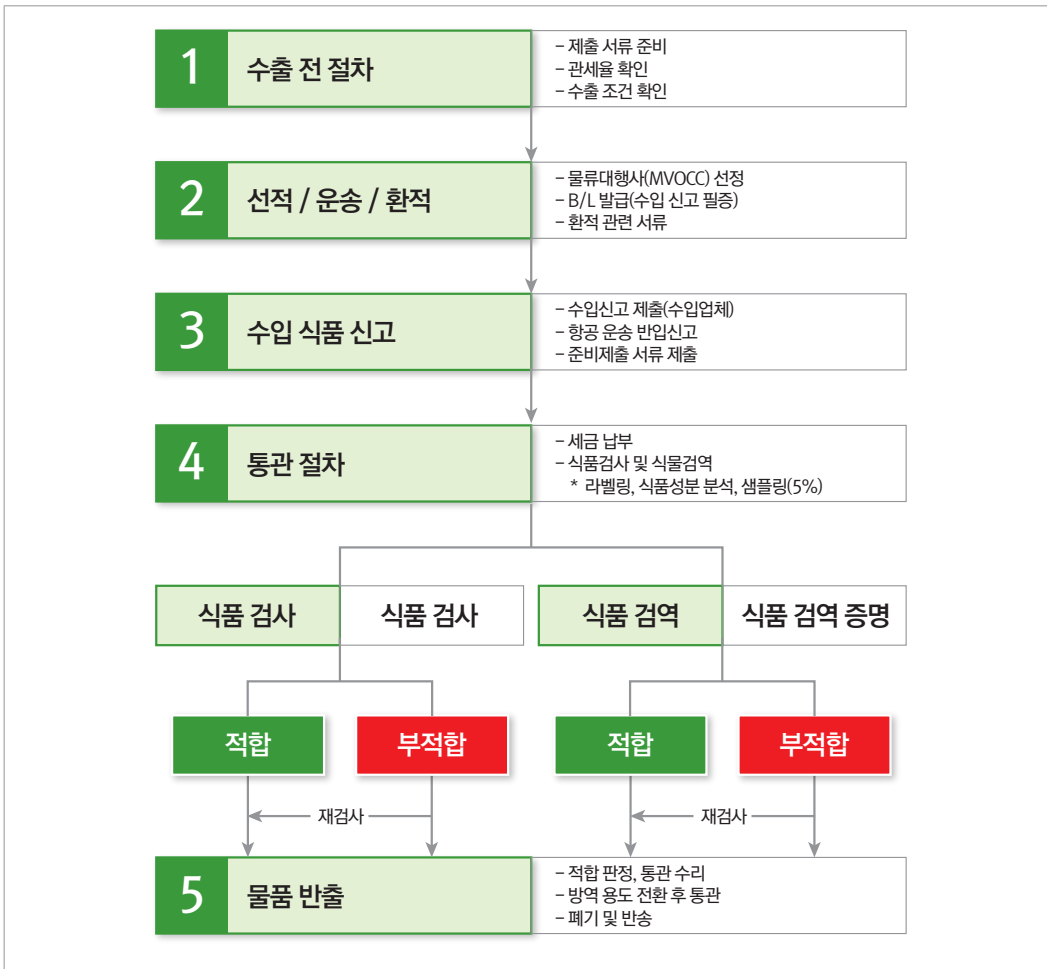 1
수출 전 절차
– 제출 서류 준비
– 관세율 확인
– 수출 조건 확인
2
선적 / 운송 / 환적
– 물류대행사(MVOCC) 선정
– B/L 발급(수입 신고 필증)
– 환적 관련 서류
3
수입 식품 신고
– 수입신고 제출(수입업체)
– 항공 운송 반입신고
– 준비제출 서류 제출
4
통관 절차
– 세금 납부
– 식품검사 및 식물검역
* 라벨링, 식품성분 분석, 샘플링(5%)
식품 검사
식품 검사
식품 검역
식품 검역 증명
적합
부적합
적합
부적합
재검사
재검사
5
물품 반출
– 적합 판정, 통관 수리
– 방역 용도 전환 후 통관
– 폐기 및 반송